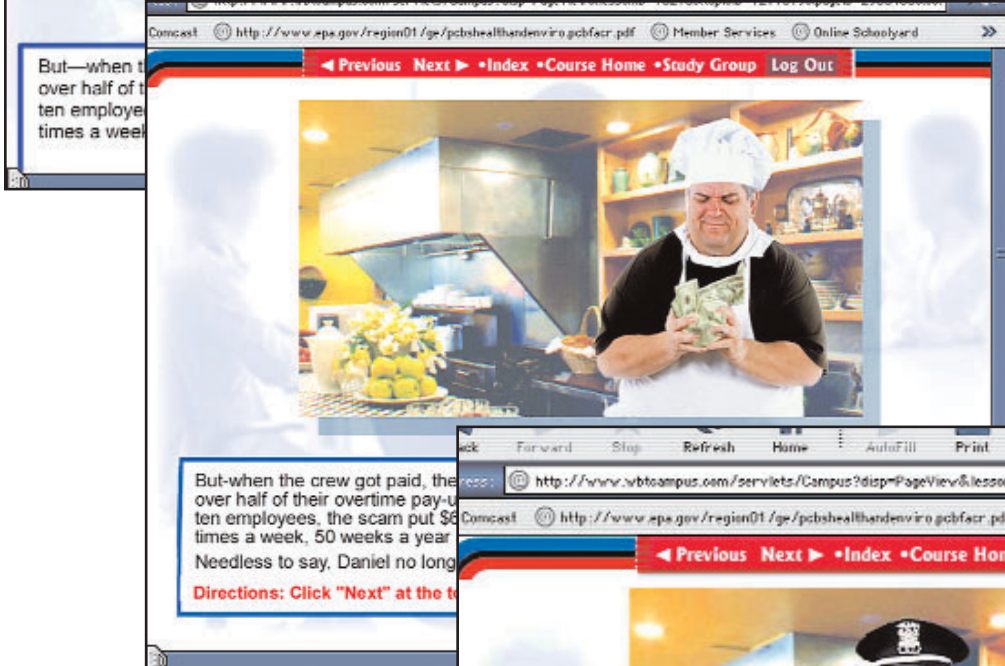 Comcast http://www.epa.gov/region01/ge/pcbshealthandenviro.pcbfacr.pdf Member Services Online Schoolyard
◄ Previous Next ► •Index •Course Home •Study Group Log Out
But—when
over half of
ten
times a week
But-when the crew got paid, the
over half of their overtime pay-u
ten employees, the scam put
times a week, 50 weeks a year
Needless to say, Daniel no long
Directions: Click "Next" at the
Forward Stop Refresh Home AutoFill Print
http://www.wbtcampus.com/servlets/Campus?disp=PageView&lesso
Comcast http://www.epa.gov/region01/ge/pcbshealthandenviro.pcbfacr.pd
◄ Previous Next ► •Index •Course Hom